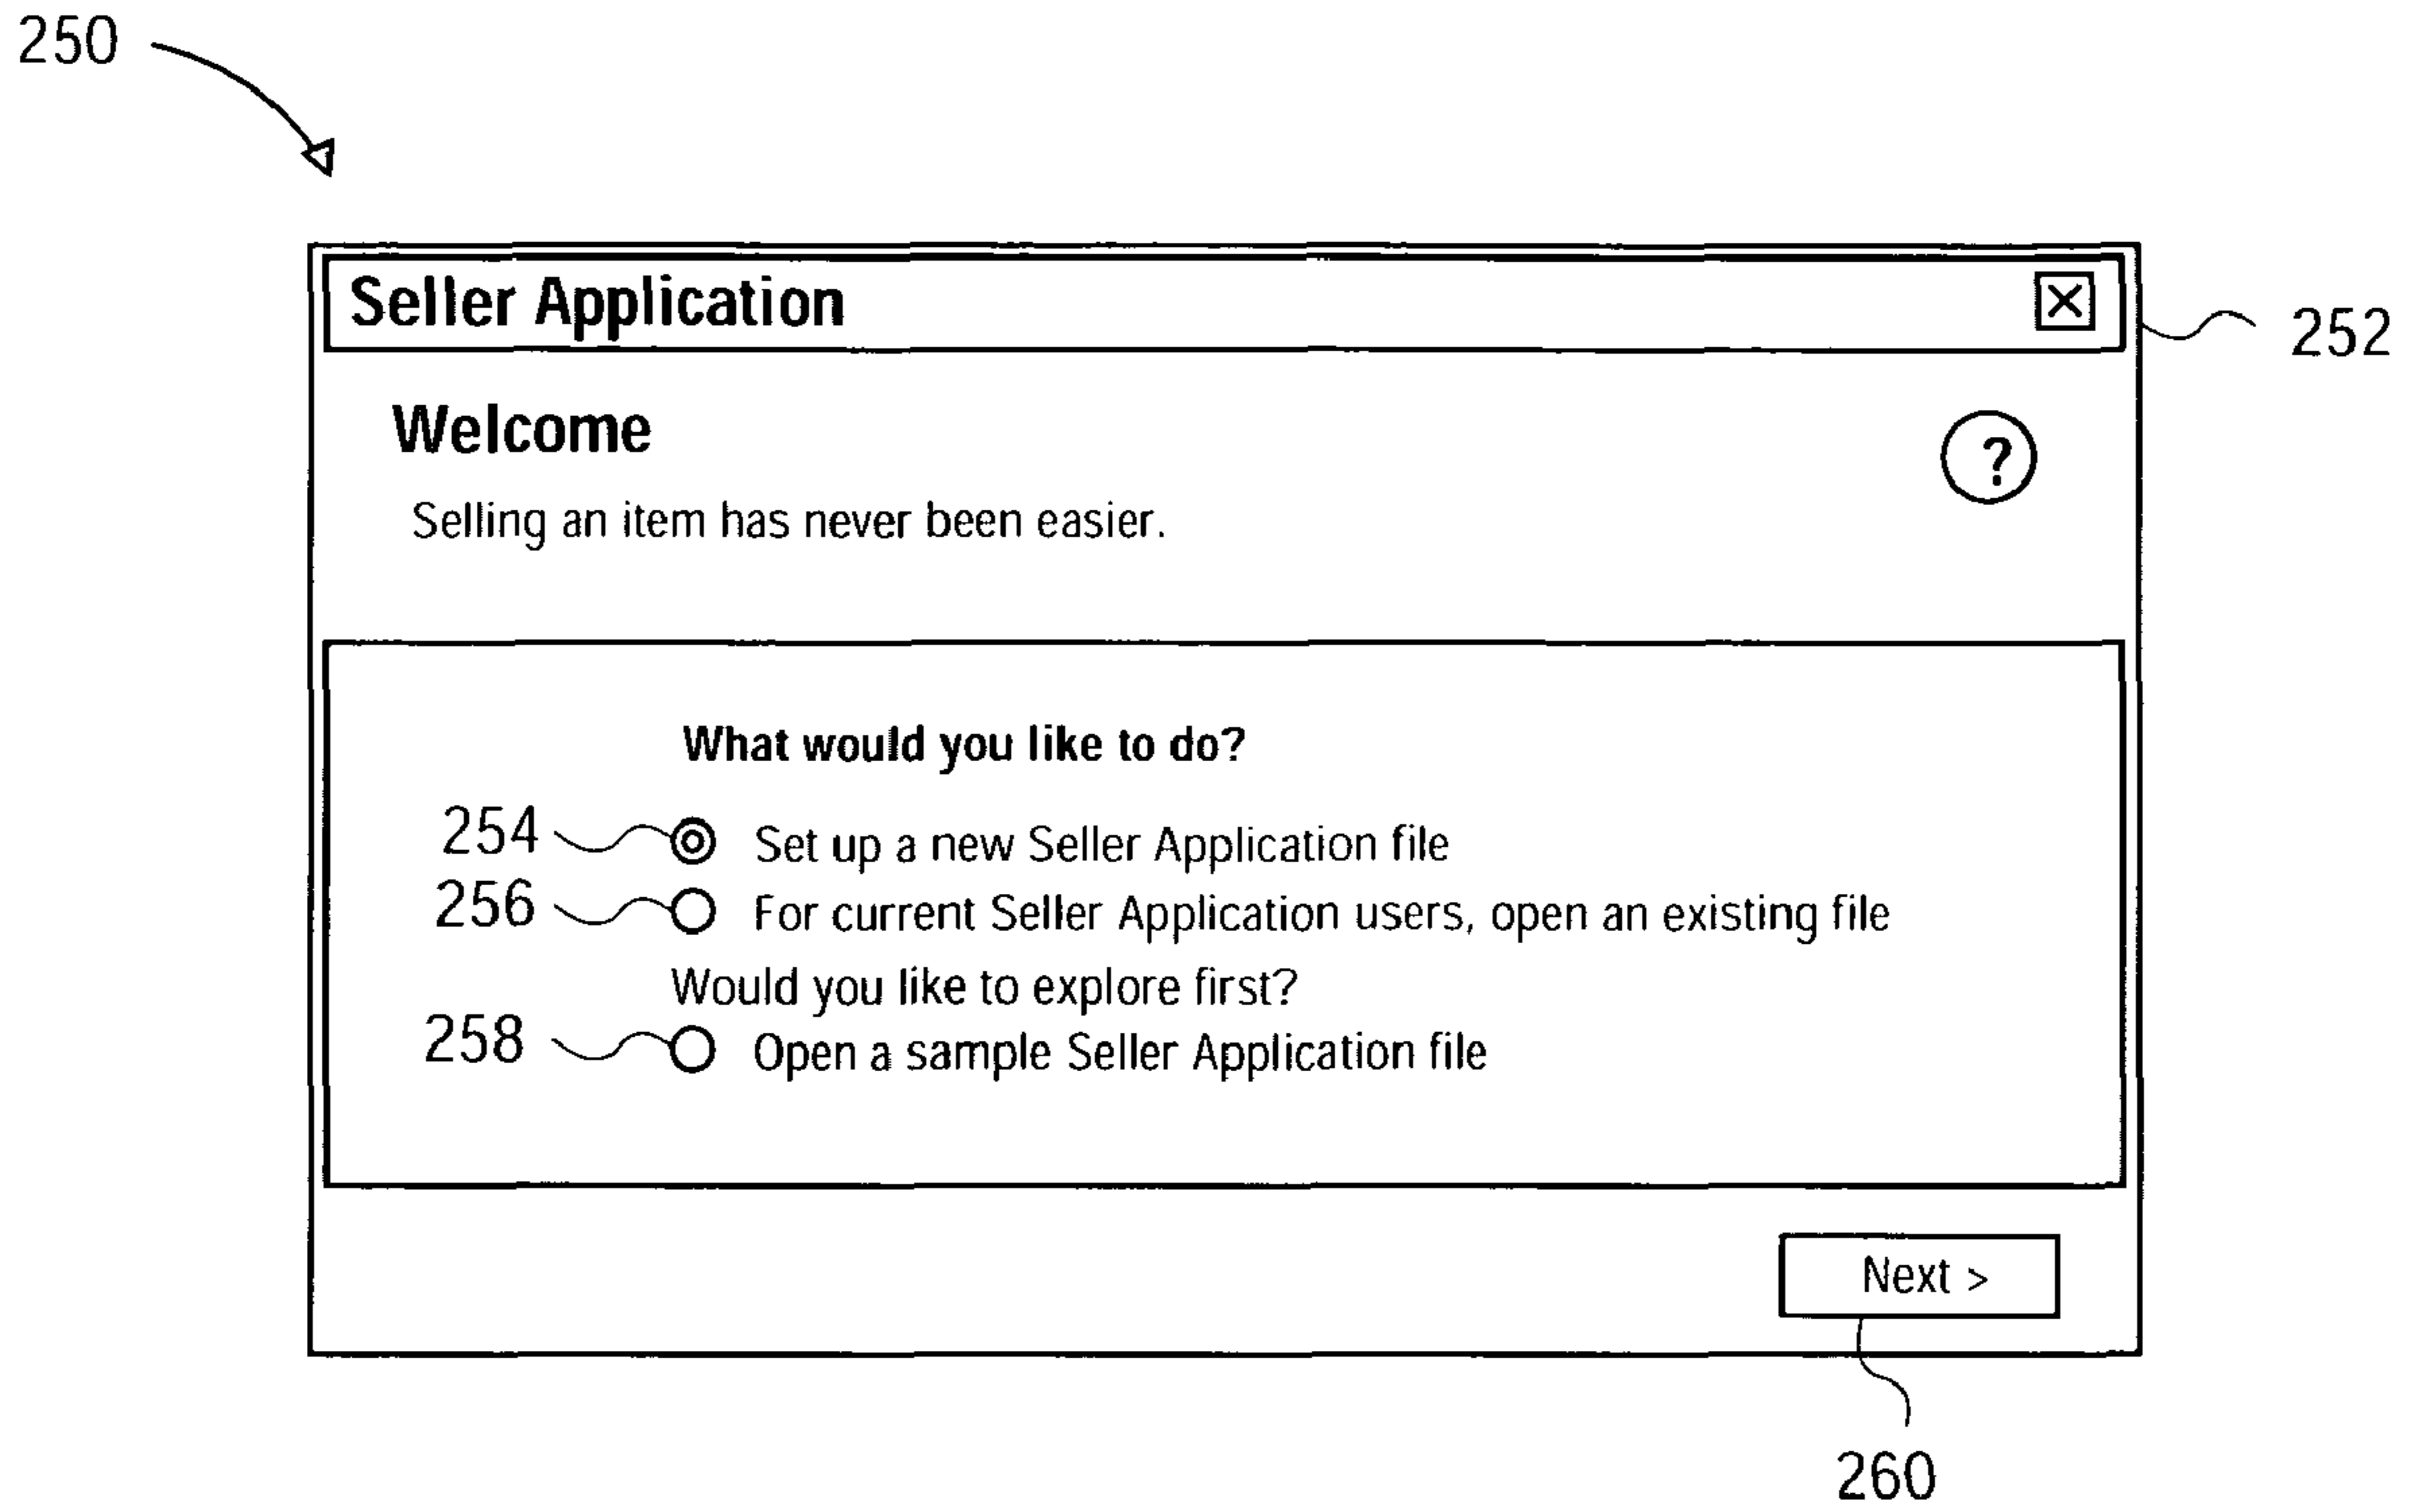 250
Seller Application
252
Welcome
?
Selling an item has never been easier.
What would you like to do?
254 Set up a new Seller Application file
256 For current Seller Application users, open an existing file
Would you like to explore first?
258 Open a sample Seller Application file
Next >
260